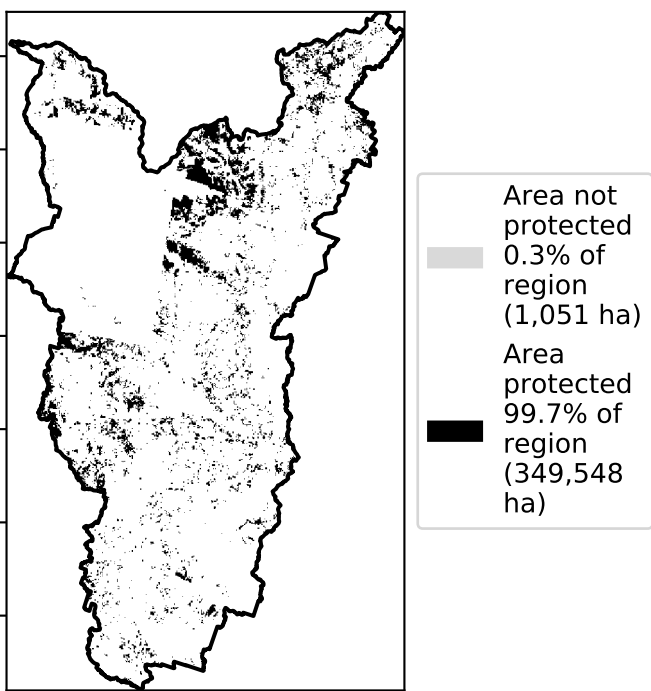 Area not
protected
0.3% of
region
(1,051 ha)
Area
protected
99.7% of
region
(349,548
ha)